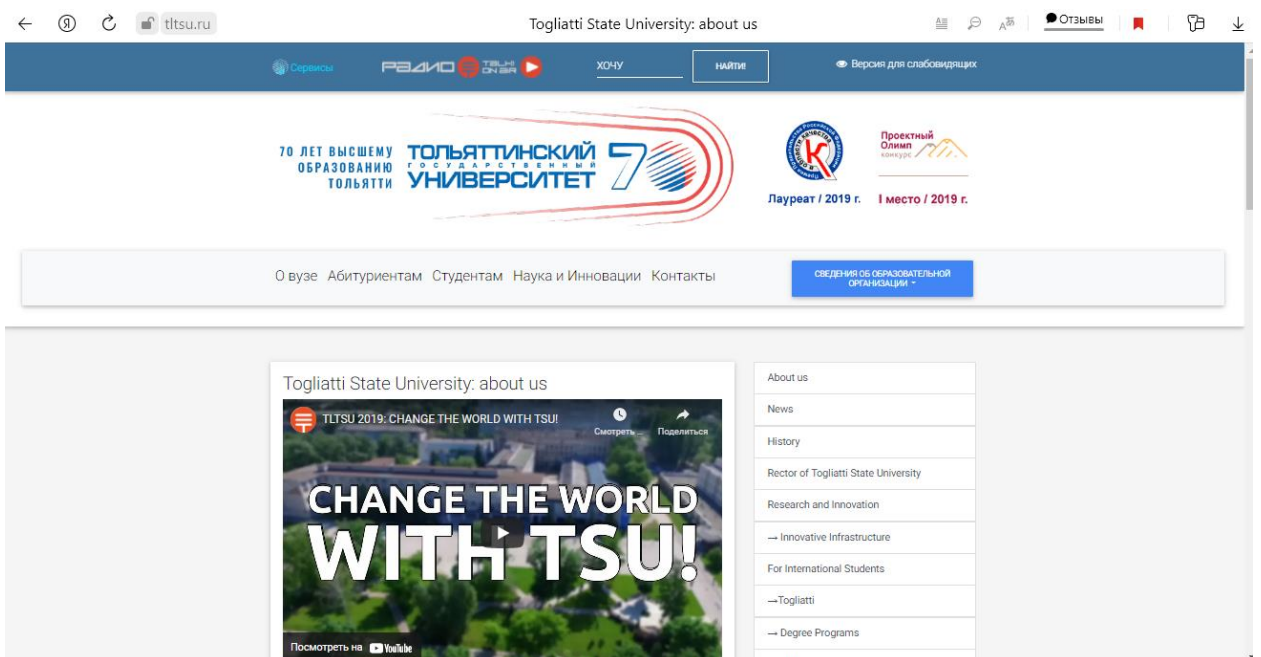 tltsu.ru
Togliatti State University: about us
Отзывы
Сервисы
РАДИО
ХОЧУ
НАЙТИ!
Версия для слабовидящих
70 ЛЕТ ВЫСШЕМУ
ОБРАЗОВАНИЮ
ТОЛЬЯТТИ
ТОЛЬЯТТИНСКИЙ
ГОСУДАРСТВЕННЫЙ
УНИВЕРСИТЕТ
70
Лауреат / 2019 г.
Проектный
Олимп
конкурс
I место / 2019 г.
О вузе Абитуриентам Студентам Наука и Инновации Контакты
СВЕДЕНИЯ ОБ ОБРАЗОВАТЕЛЬНОЙ
ОРГАНИЗАЦИИ
Togliatti State University: about us
TLTSU 2019: CHANGE THE WORLD WITH TSU!
Смотреть ...
Поделиться
CHANGE THE WORLD
WITH TSU!
Посмотреть на YouTube
About us
News
History
Rector of Togliatti State University
Research and Innovation
→ Innovative Infrastructure
For International Students
→Togliatti
→ Degree Programs